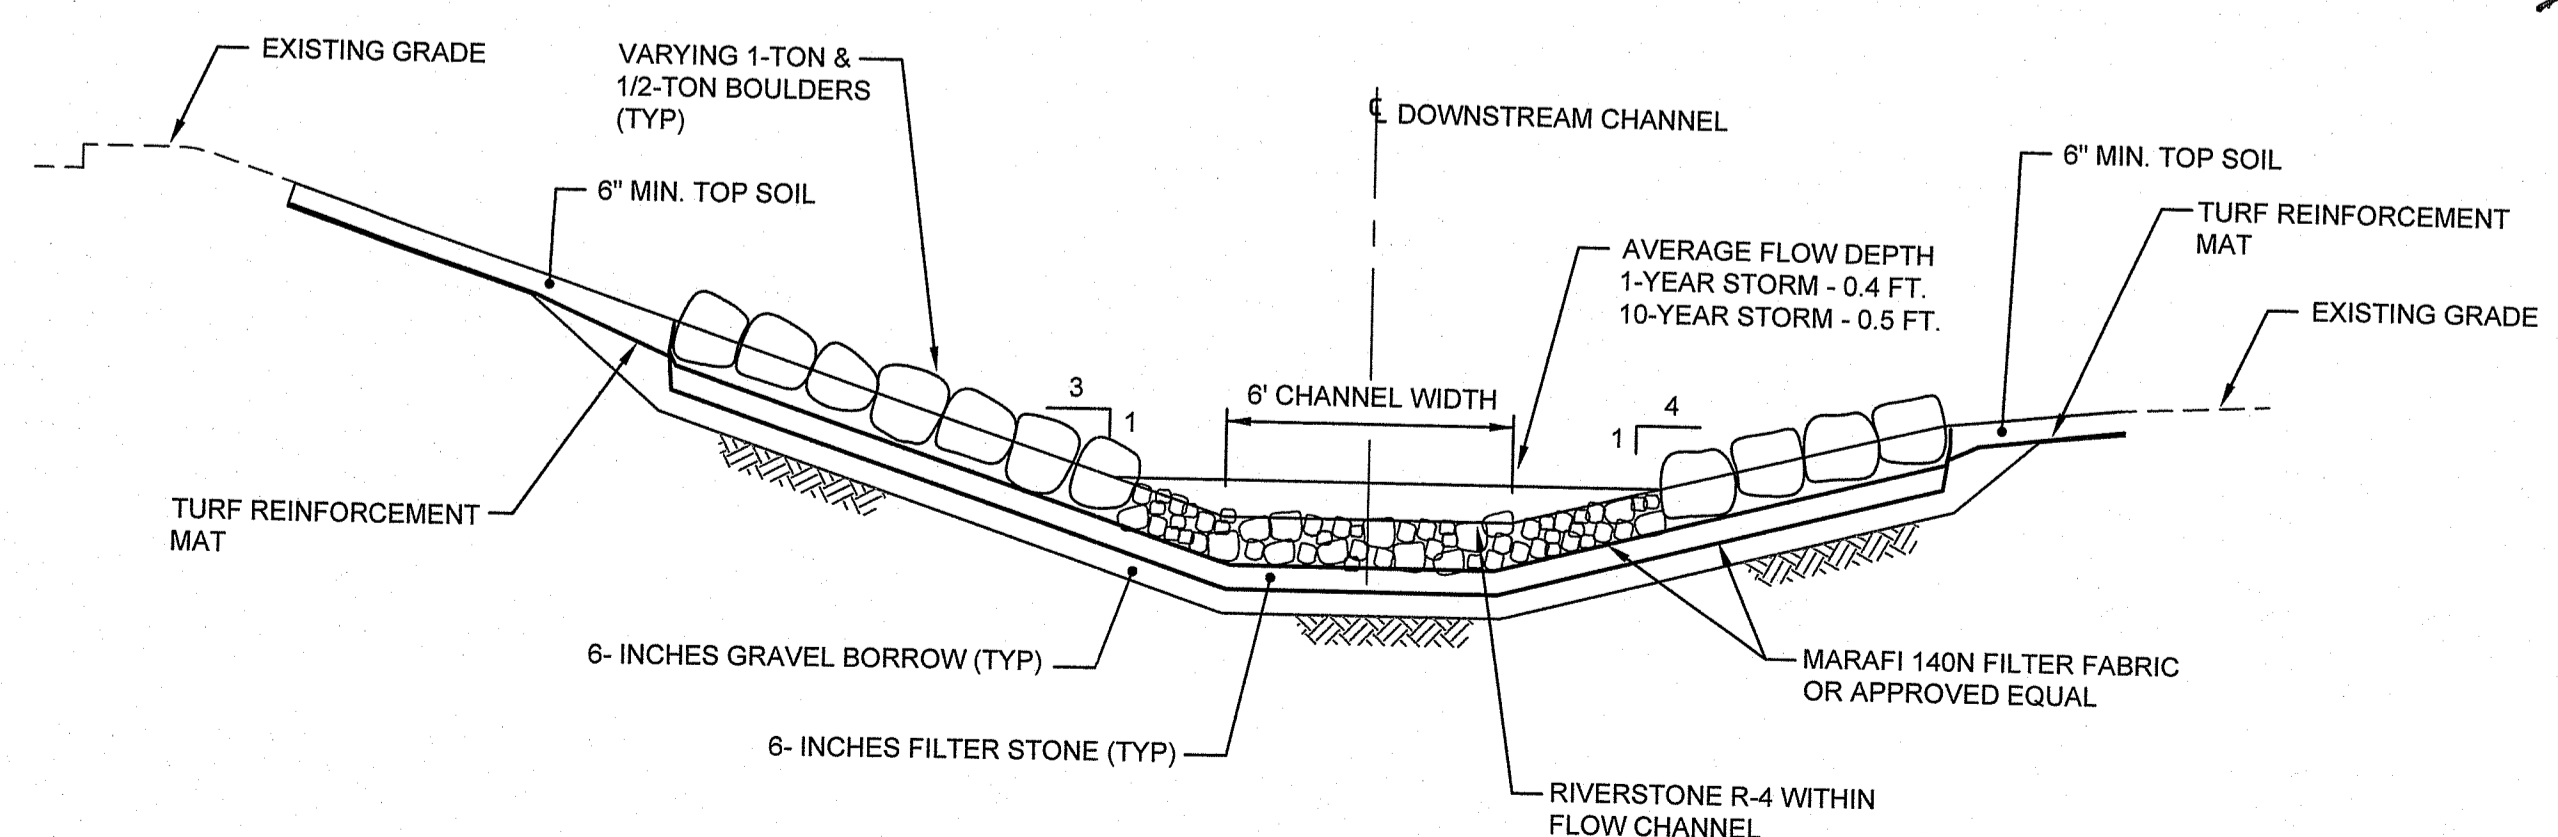 EXISTING GRADE
VARYING 1-TON &
1/2-TON BOULDERS
(TYP)
℄ DOWNSTREAM CHANNEL
6" MIN. TOP SOIL
6" MIN. TOP SOIL
TURF REINFORCEMENT
MAT
AVERAGE FLOW DEPTH
1-YEAR STORM - 0.4 FT.
10-YEAR STORM - 0.5 FT.
EXISTING GRADE
3
1
6' CHANNEL WIDTH
4
1
TURF REINFORCEMENT
MAT
6- INCHES GRAVEL BORROW (TYP)
MARAFI 140N FILTER FABRIC
OR APPROVED EQUAL
6- INCHES FILTER STONE (TYP)
RIVERSTONE R-4 WITHIN
FLOW CHANNEL